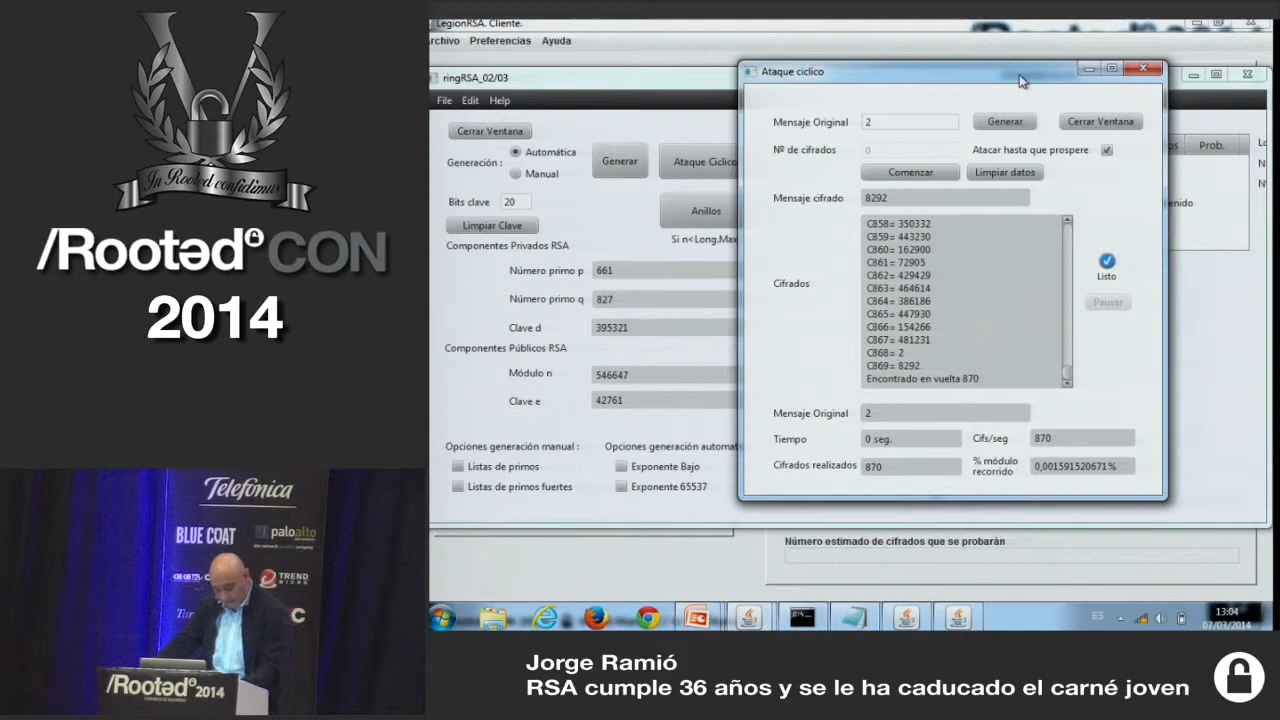 In Rooted confidimus
/RootedCON
2014
LegionRSA. Cliente.
Archivo Preferencias Ayuda
ringRSA_02/03
File Edit Help
Cerrar Ventana
Generación :
Automática
Manual
Generar
Ataque Cíclico
Bits clave 20
Limpiar Clave
Anillos
Si n<Long.Max
Componentes Privados RSA
Número primo p 661
Número primo q 827
Clave d 395321
Componentes Públicos RSA
Módulo n 546647
Clave e 42761
Opciones generación manual :
Listas de primos
Listas de primos fuertes
Opciones generación automat
Exponente Bajo
Exponente 65537
Ataque cíclico
Mensaje Original 2 Generar Cerrar Ventana
Nº de cifrados 0 Atacar hasta que prospere
Comenzar Limpiar datos
Mensaje cifrado 8292
Cifrados
C858= 350332
C859= 443230
C860= 162900
C861= 72905
C862= 429429
C863= 464614
C864= 386186
C865= 447930
C866= 154266
C867= 481231
C868= 2
C869= 8292
Encontrado en vuelta 870
Listo
Pausar
Mensaje Original 2
Tiempo 0 seg. Cifs/seg 870
Cifrados realizados 870 % módulo recorrido 0,001591520671%
Prob.
Número estimado de cifrados que se probarán
ES
13:04
07/03/2014
Telefónica
BLUE COAT
paloalto
TREND
MICRO
/Rooted 2014
Jorge Ramió
RSA cumple 36 años y se le ha caducado el carné joven